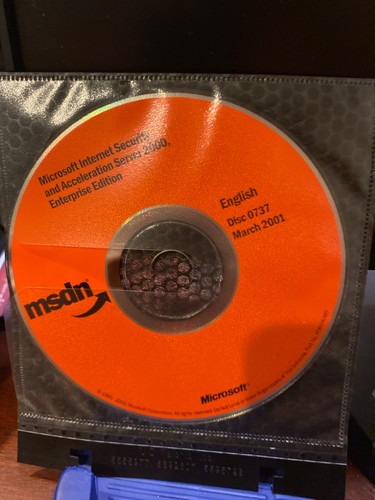 Microsoft Internet Security
and Acceleration Server 2000,
Enterprise Edition
English
Disc 0737
March 2001
msdn
Microsoft